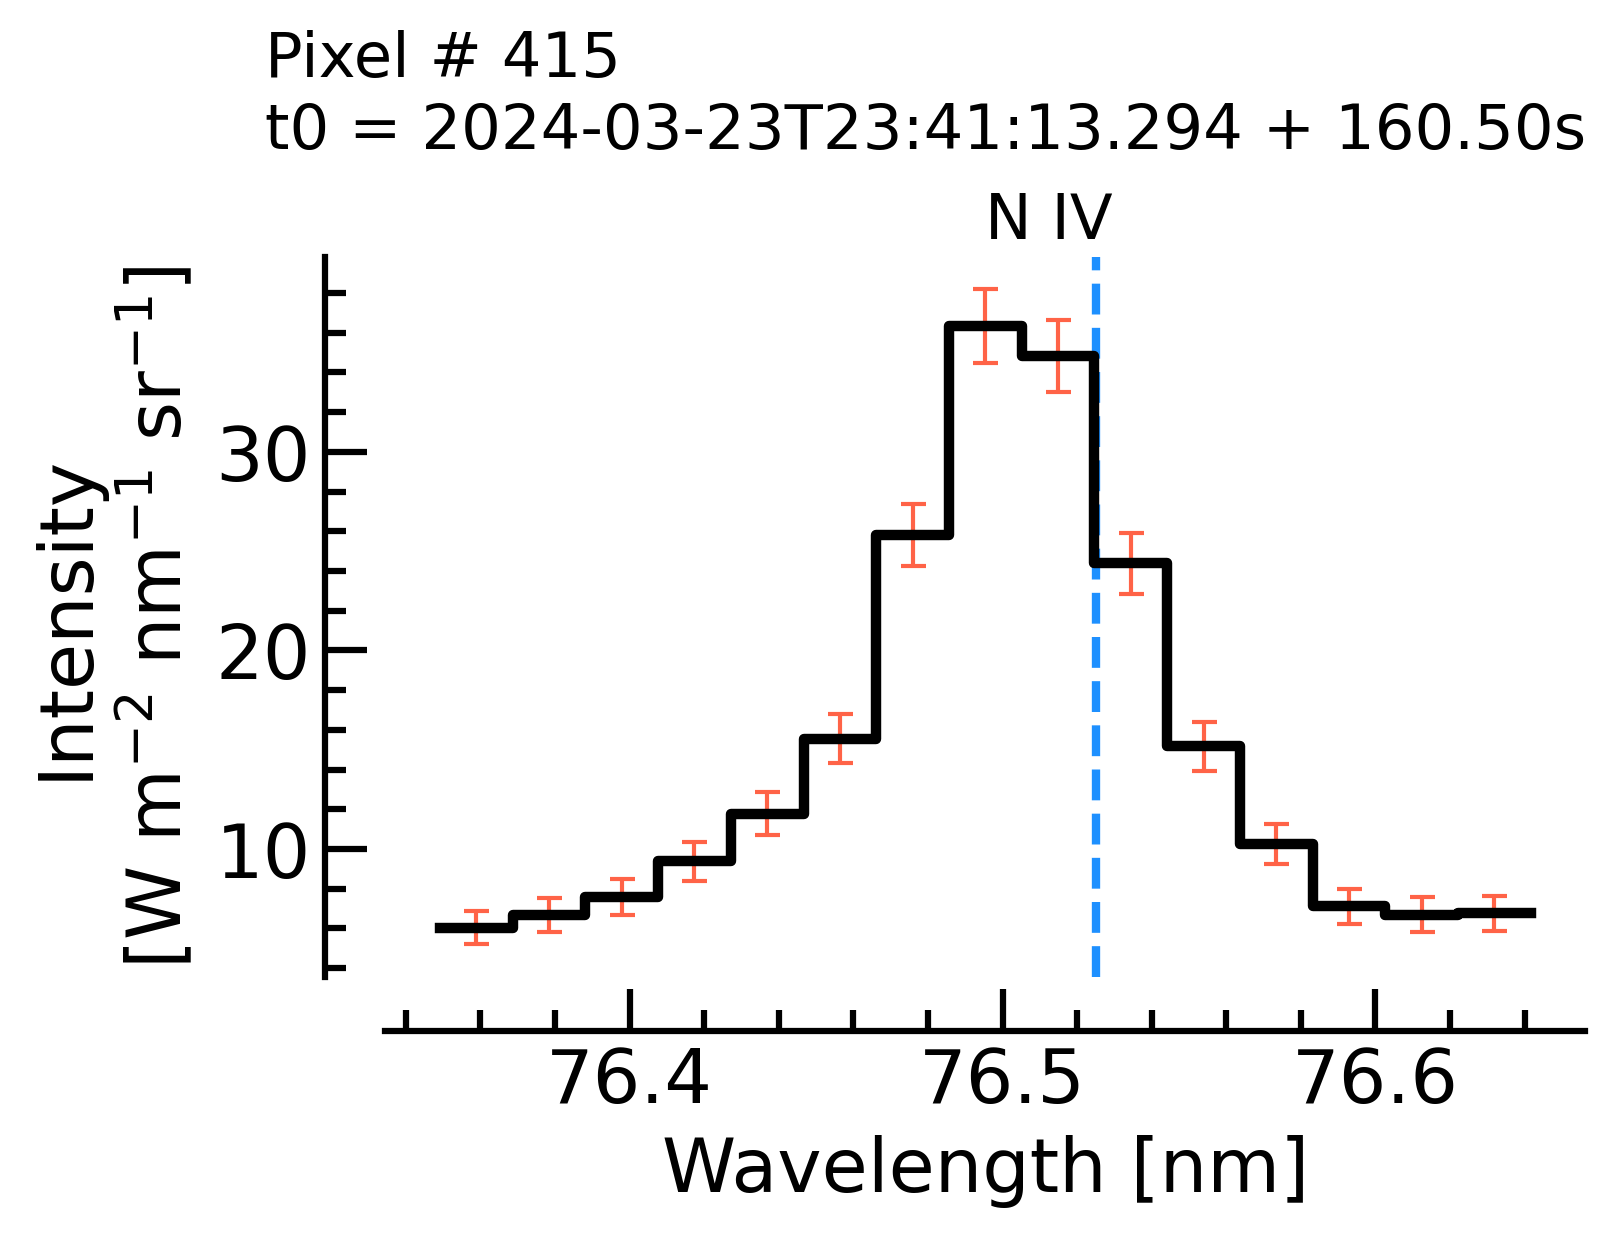 Pixel # 415
t0 = 2024-03-23T23:41:13.294 + 160.50s
N IV
Intensity
[W m⁻² nm⁻¹ sr⁻¹]
30
20
10
76.4 76.5 76.6
Wavelength [nm]